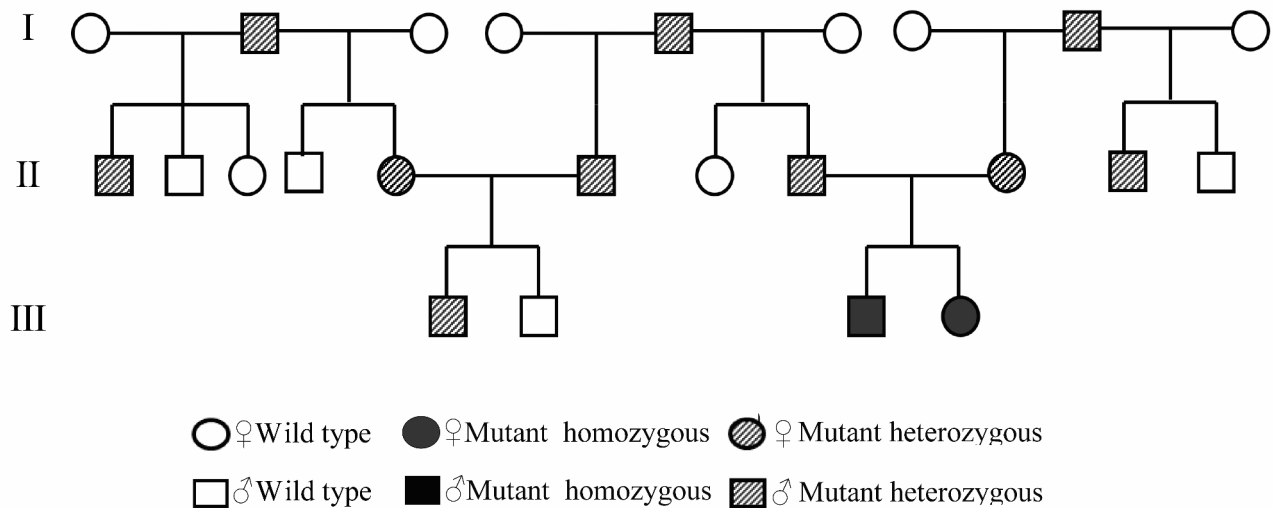 I
II
III
♀Wild type ♀Mutant homozygous ♀ Mutant heterozygous
♂Wild type ♂Mutant homozygous ♂ Mutant heterozygous